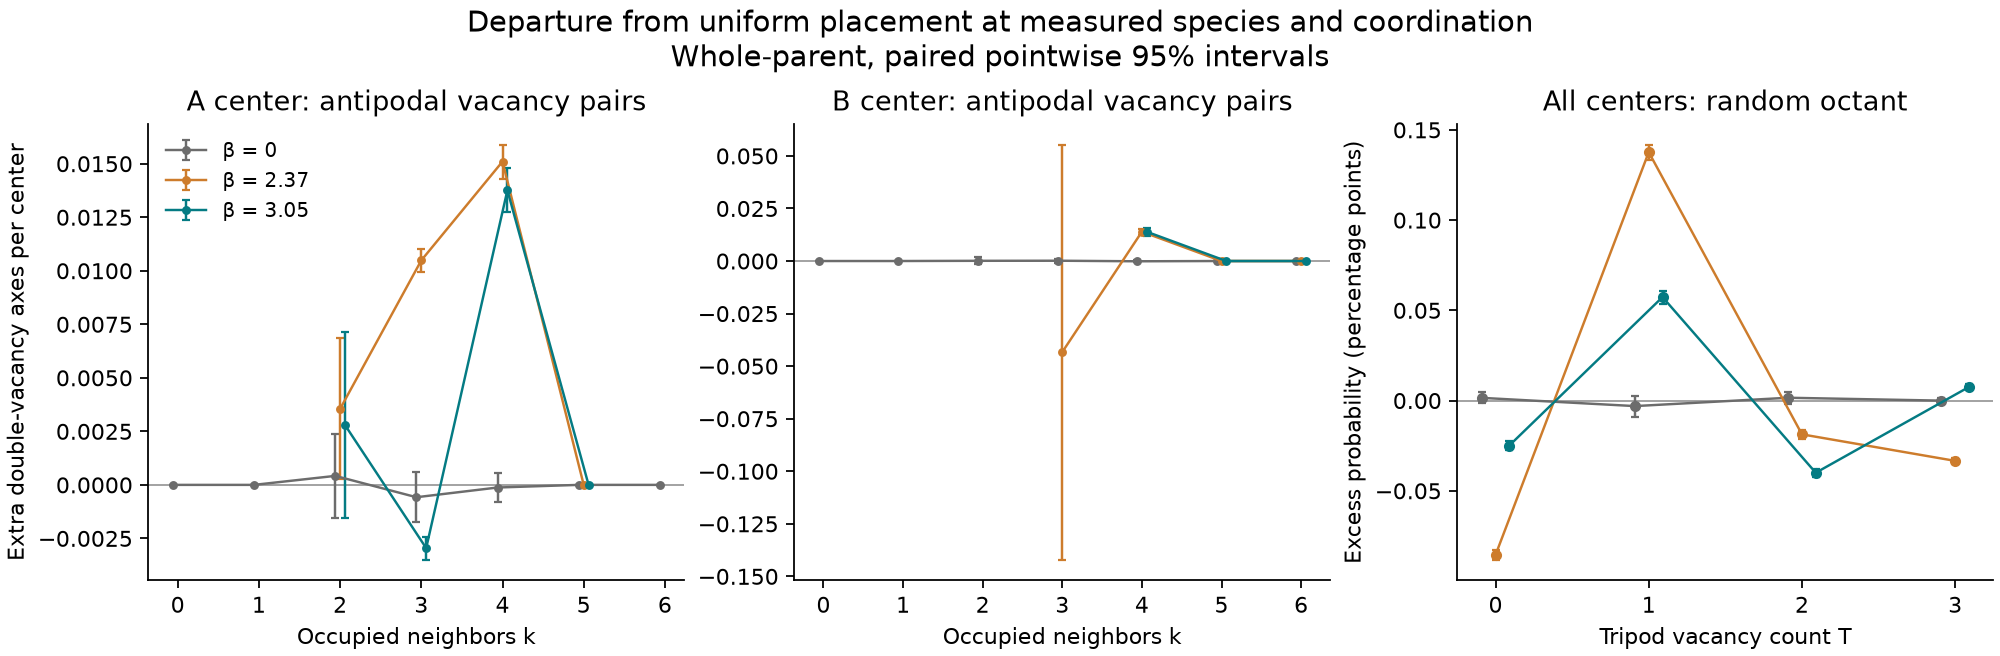 Departure from uniform placement at measured species and coordination
Whole-parent, paired pointwise 95% intervals
A center: antipodal vacancy pairs
Extra double-vacancy axes per center
0.0150
0.0125
0.0100
0.0075
0.0050
0.0025
0.0000
−0.0025
β = 0
β = 2.37
β = 3.05
0 1 2 3 4 5 6
Occupied neighbors k
B center: antipodal vacancy pairs
0.050
0.025
0.000
−0.025
−0.050
−0.075
−0.100
−0.125
−0.150
0 1 2 3 4 5 6
Occupied neighbors k
All centers: random octant
Excess probability (percentage points)
0.15
0.10
0.05
0.00
−0.05
0 1 2 3
Tripod vacancy count T